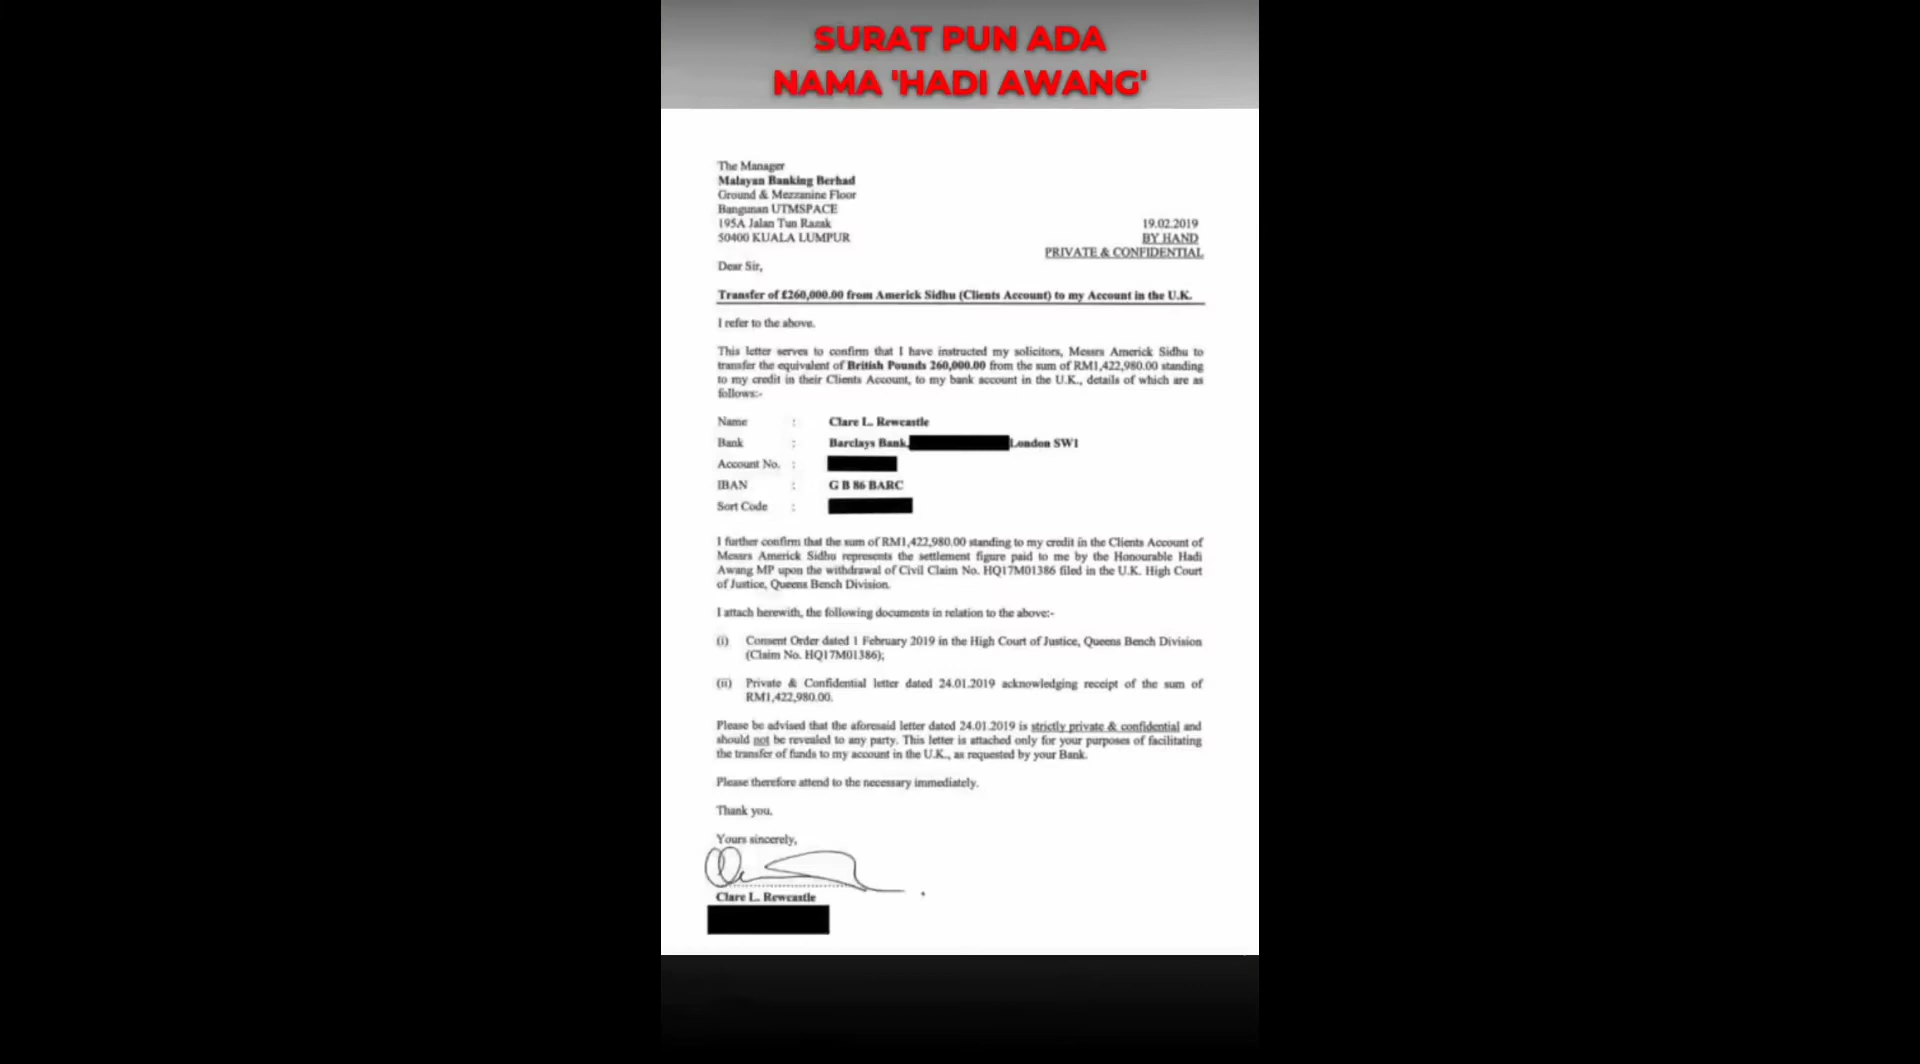 SURAT PUN ADA
NAMA 'HADI AWANG'
The Manager
Malayan Banking Berhad
Ground & Mezzanine Floor
Bangunan UTMSPACE
195A Jalan Tun Razak
50400 KUALA LUMPUR
19.02.2019
BY HAND
PRIVATE & CONFIDENTIAL
Dear Sir,
Transfer of £260,000.00 from Americk Sidhu (Clients Account) to my Account in the U.K.
I refer to the above.
This letter serves to confirm that I have instructed my solicitors, Messrs Americk Sidhu to
transfer the equivalent of British Pounds 260,000.00 from the sum of RM1,422,980.00 standing
to my credit in their Clients Account, to my bank account in the U.K., details of which are as
follows:-
Name : Clare L. Rewcastle
Bank : Barclays Bank, London SW1
Account No. :
IBAN : G B 86 BARC
Sort Code :
I further confirm that the sum of RM1,422,980.00 standing to my credit in the Clients Account of
Messrs Americk Sidhu represents the settlement figure paid to me by the Honourable Hadi
Awang MP upon the withdrawal of Civil Claim No. HQ17M01386 filed in the U.K. High Court
of Justice, Queens Bench Division.
I attach herewith, the following documents in relation to the above:-
(i) Consent Order dated 1 February 2019 in the High Court of Justice, Queens Bench Division
(Claim No. HQ17M01386);
(ii) Private & Confidential letter dated 24.01.2019 acknowledging receipt of the sum of
RM1,422,980.00.
Please be advised that the aforesaid letter dated 24.01.2019 is strictly private & confidential and
should not be revealed to any party. This letter is attached only for your purposes of facilitating
the transfer of funds to my account in the U.K., as requested by your Bank.
Please therefore attend to the necessary immediately.
Thank you.
Yours sincerely,
Clare L. Rewcastle